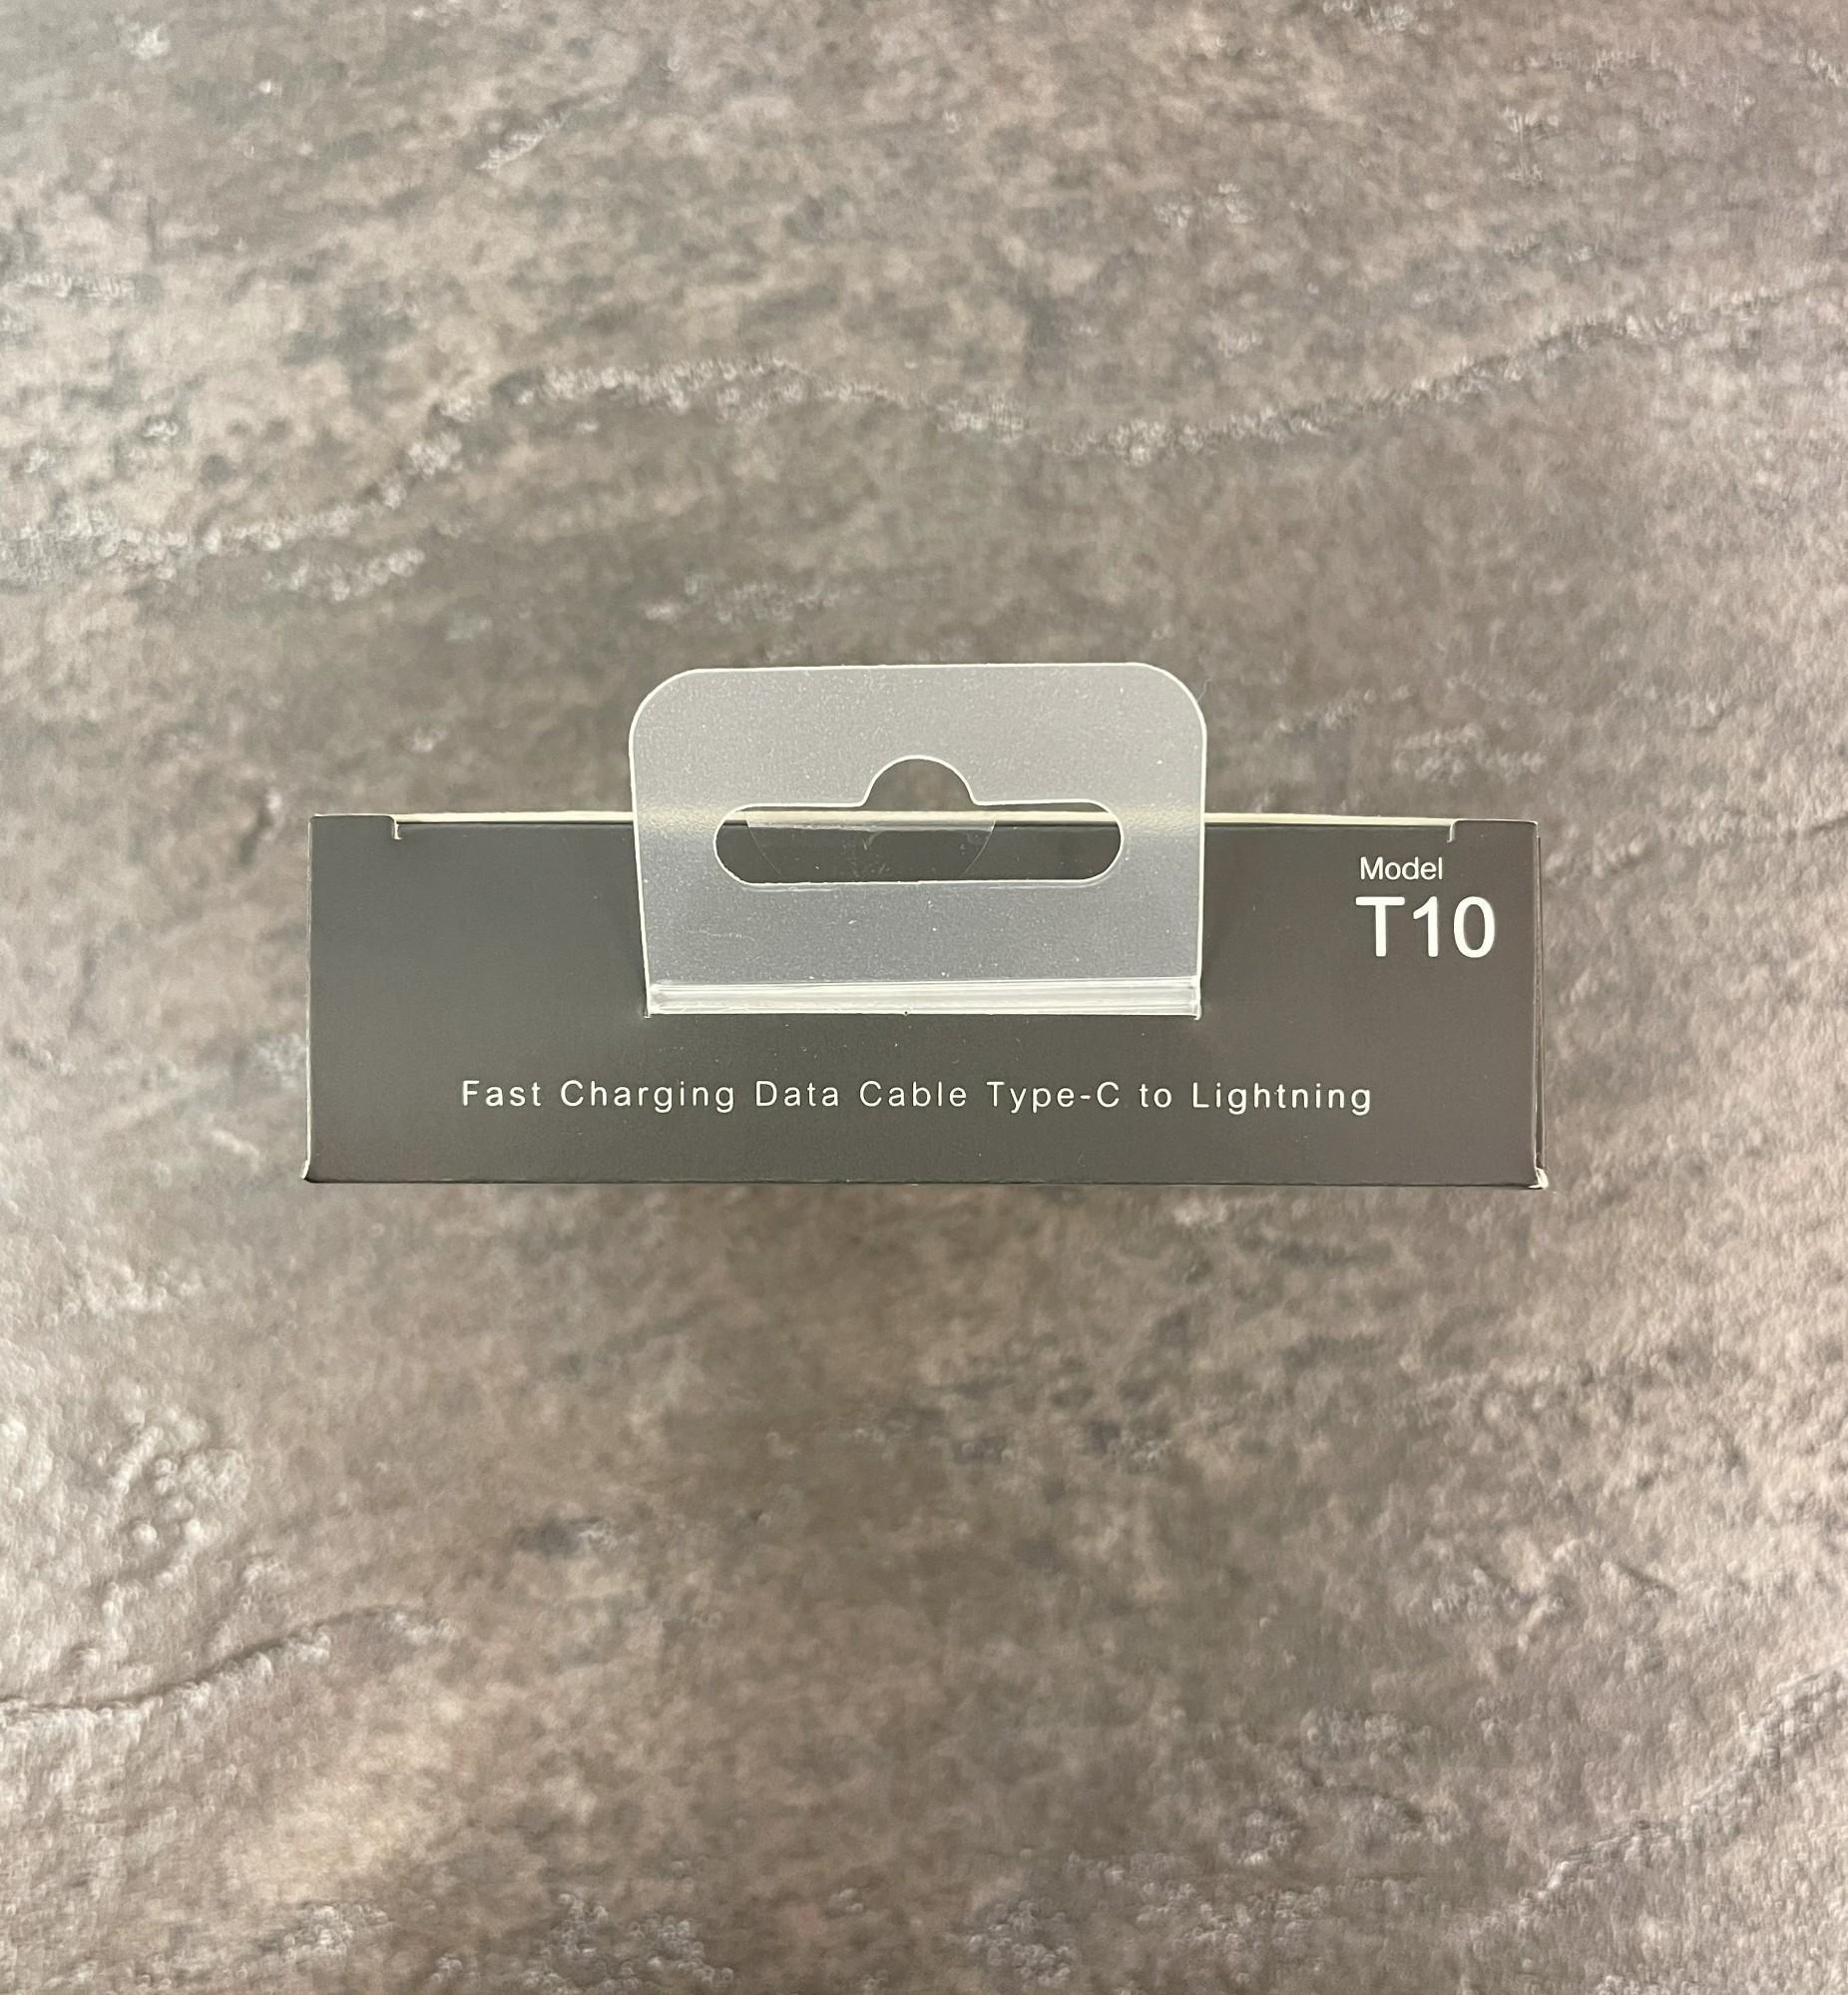 Model
T10
Fast Charging Data Cable Type-C to Lightning